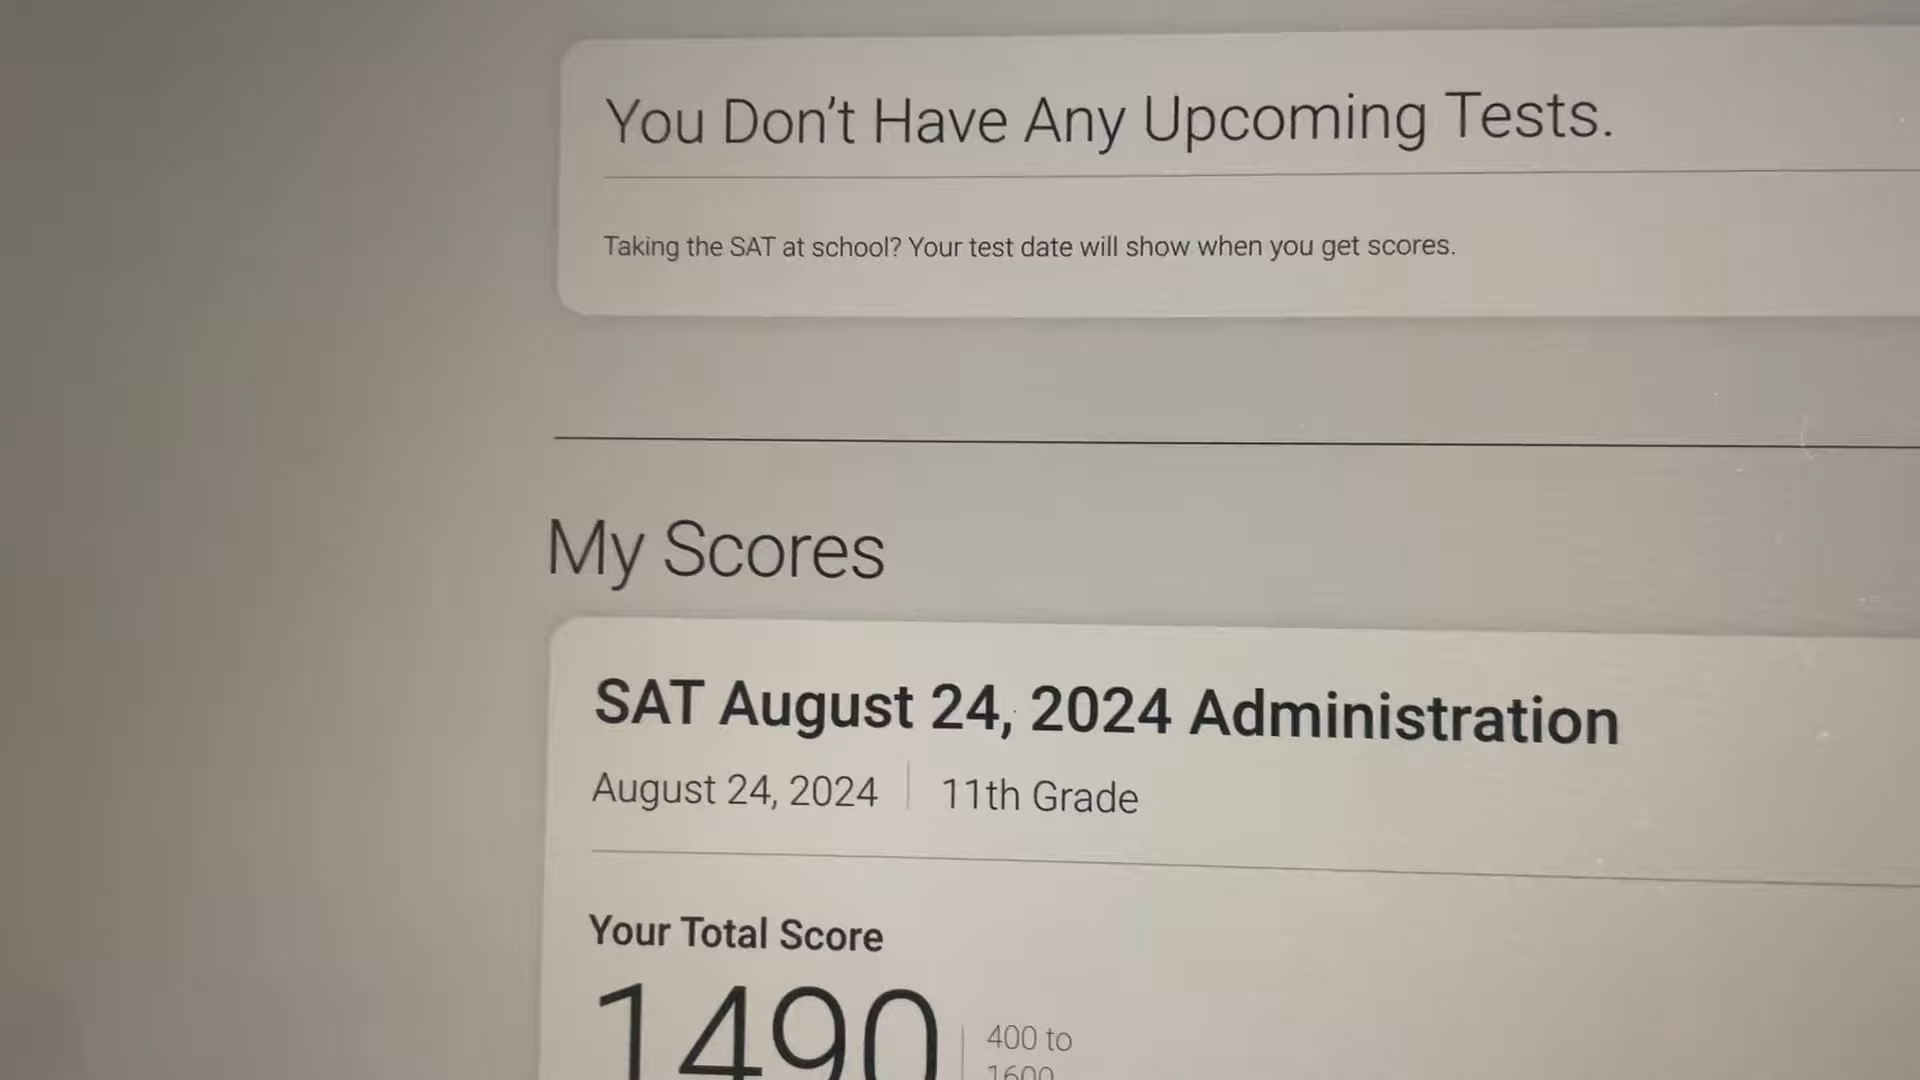 You Don't Have Any Upcoming Tests.
Taking the SAT at school? Your test date will show when you get scores.
My Scores
SAT August 24, 2024 Administration
August 24, 2024 | 11th Grade
Your Total Score
1490 | 400 to
1600